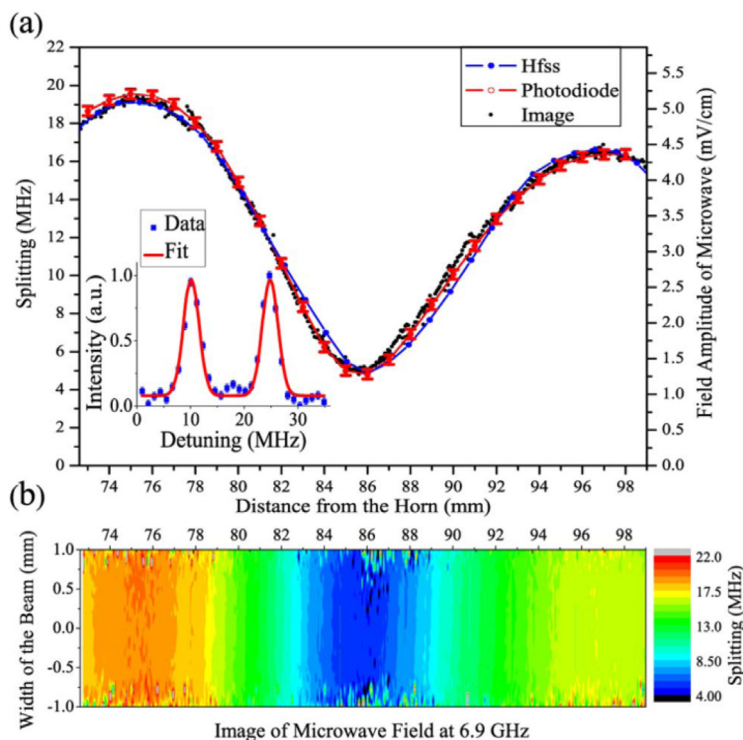 (a)
22
20
18
16
14
12
10
8
6
4
2
0
Splitting (MHz)
Hfss
Photodiode
Image
5.5
5.0
4.5
4.0
3.5
3.0
2.5
2.0
1.5
1.0
0.5
0.0
Field Amplitude of Microwave (mV/cm)
Data
Fit
1.0
0.5
0.0
Intensity (a.u.)
0 10 20 30
Detuning (MHz)
74 76 78 80 82 84 86 88 90 92 94 96 98
Distance from the Horn (mm)
(b)
74 76 78 80 82 84 86 88 90 92 94 96 98
1.0
0.5
0.0
-0.5
-1.0
Width of the Beam (mm)
22.0
17.5
13.0
8.50
4.00
Splitting (MHz)
Image of Microwave Field at 6.9 GHz